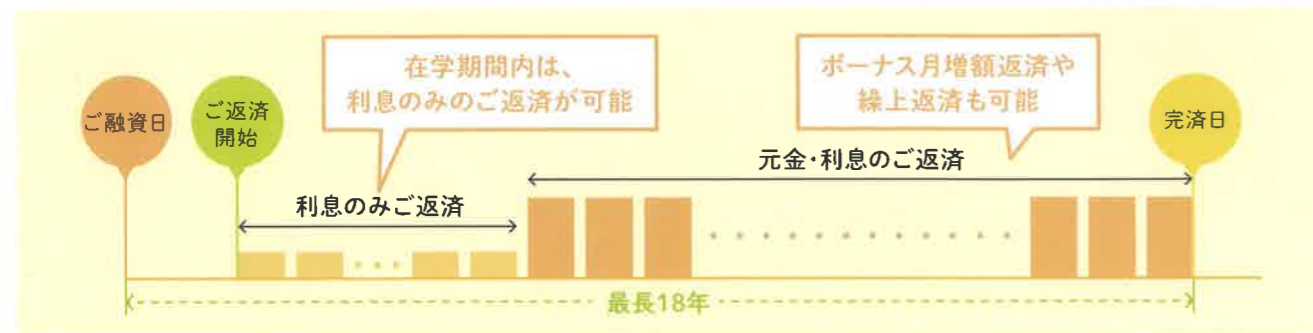 在学期間内は、
利息のみのご返済が可能
ボーナス月増額返済や
繰上返済も可能
ご融資日
ご返済
開始
完済日
元金・利息のご返済
利息のみご返済
最長18年